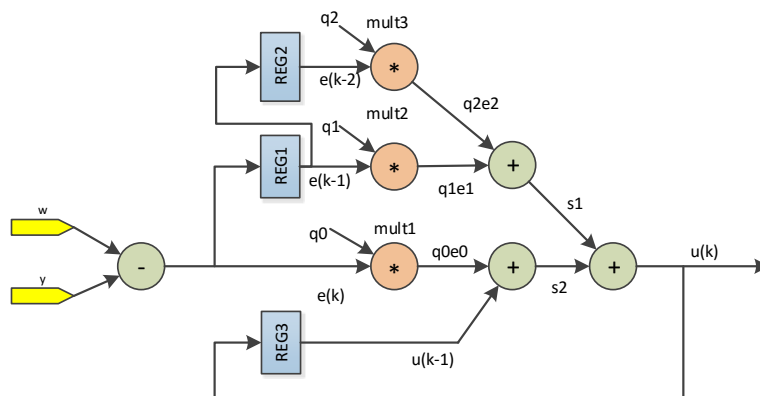 q2
mult3
REG2
*
e(k-2)
q2e2
q1
mult2
REG1
*
+
e(k-1)
q1e1
w
s1
q0
mult1
q0e0
u(k)
-
*
+
+
y
e(k)
s2
REG3
u(k-1)